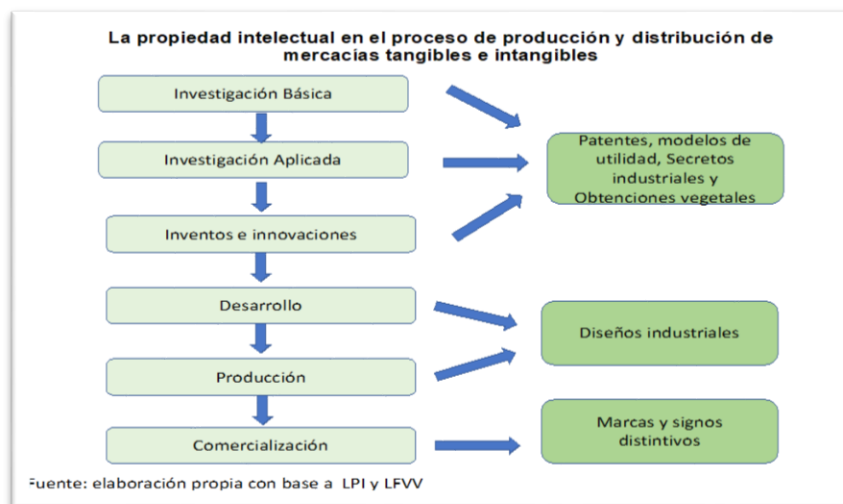 La propiedad intelectual en el proceso de producción y distribución de
mercacías tangibles e intangibles
Investigación Básica
Investigación Aplicada
Inventos e innovaciones
Desarrollo
Producción
Comercialización
Patentes, modelos de
utilidad, Secretos
industriales y
Obtenciones vegetales
Diseños industriales
Marcas y signos
distintivos
Fuente: elaboración propia con base a LPI y LFVV